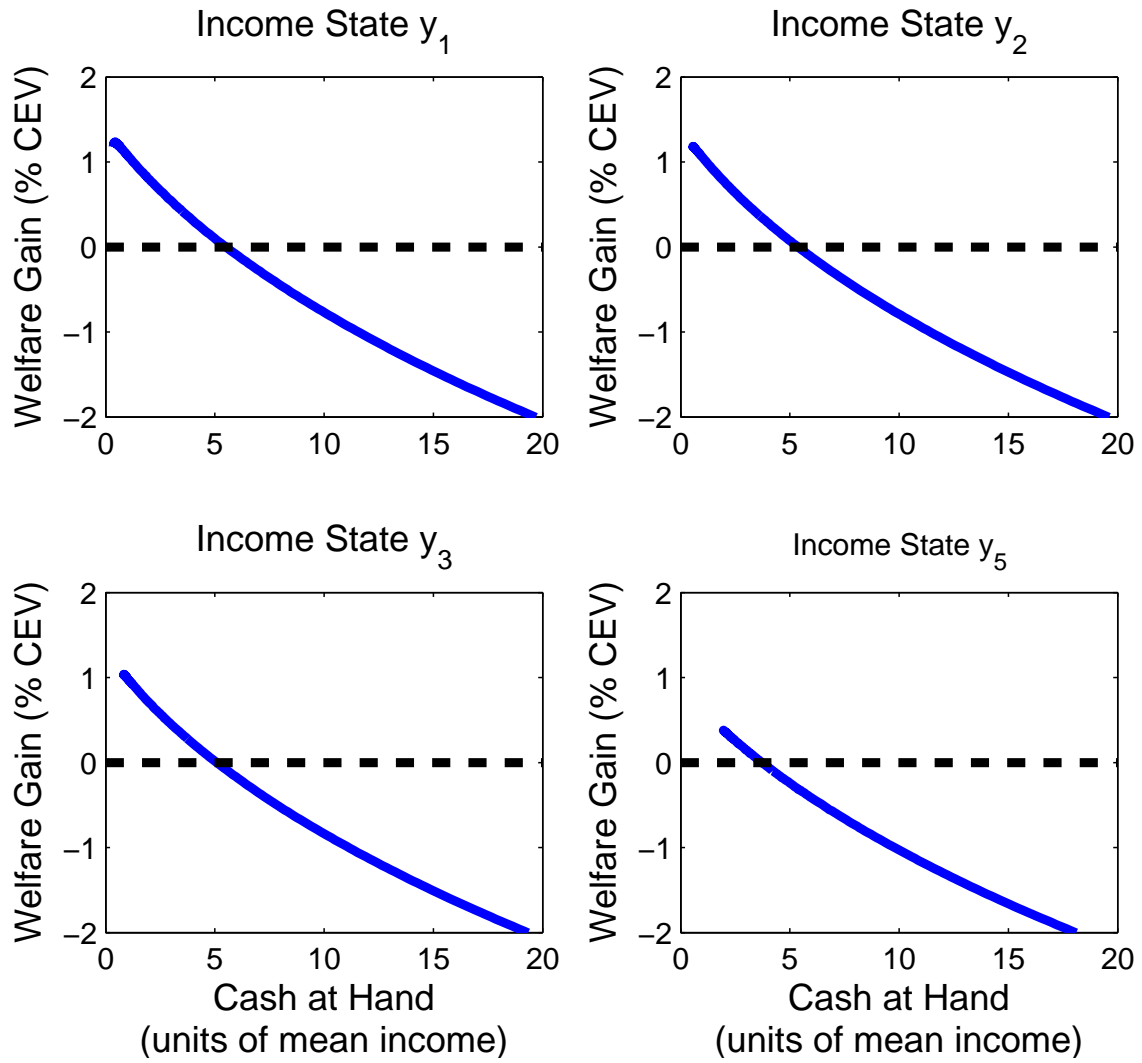 Income State y1
Income State y2
Welfare Gain (% CEV)
2
1
0
−1
−2
0 5 10 15 20
Welfare Gain (% CEV)
2
1
0
−1
−2
0 5 10 15 20
Income State y3
Income State y5
Welfare Gain (% CEV)
2
1
0
−1
−2
0 5 10 15 20
Cash at Hand
(units of mean income)
Welfare Gain (% CEV)
2
1
0
−1
−2
0 5 10 15 20
Cash at Hand
(units of mean income)